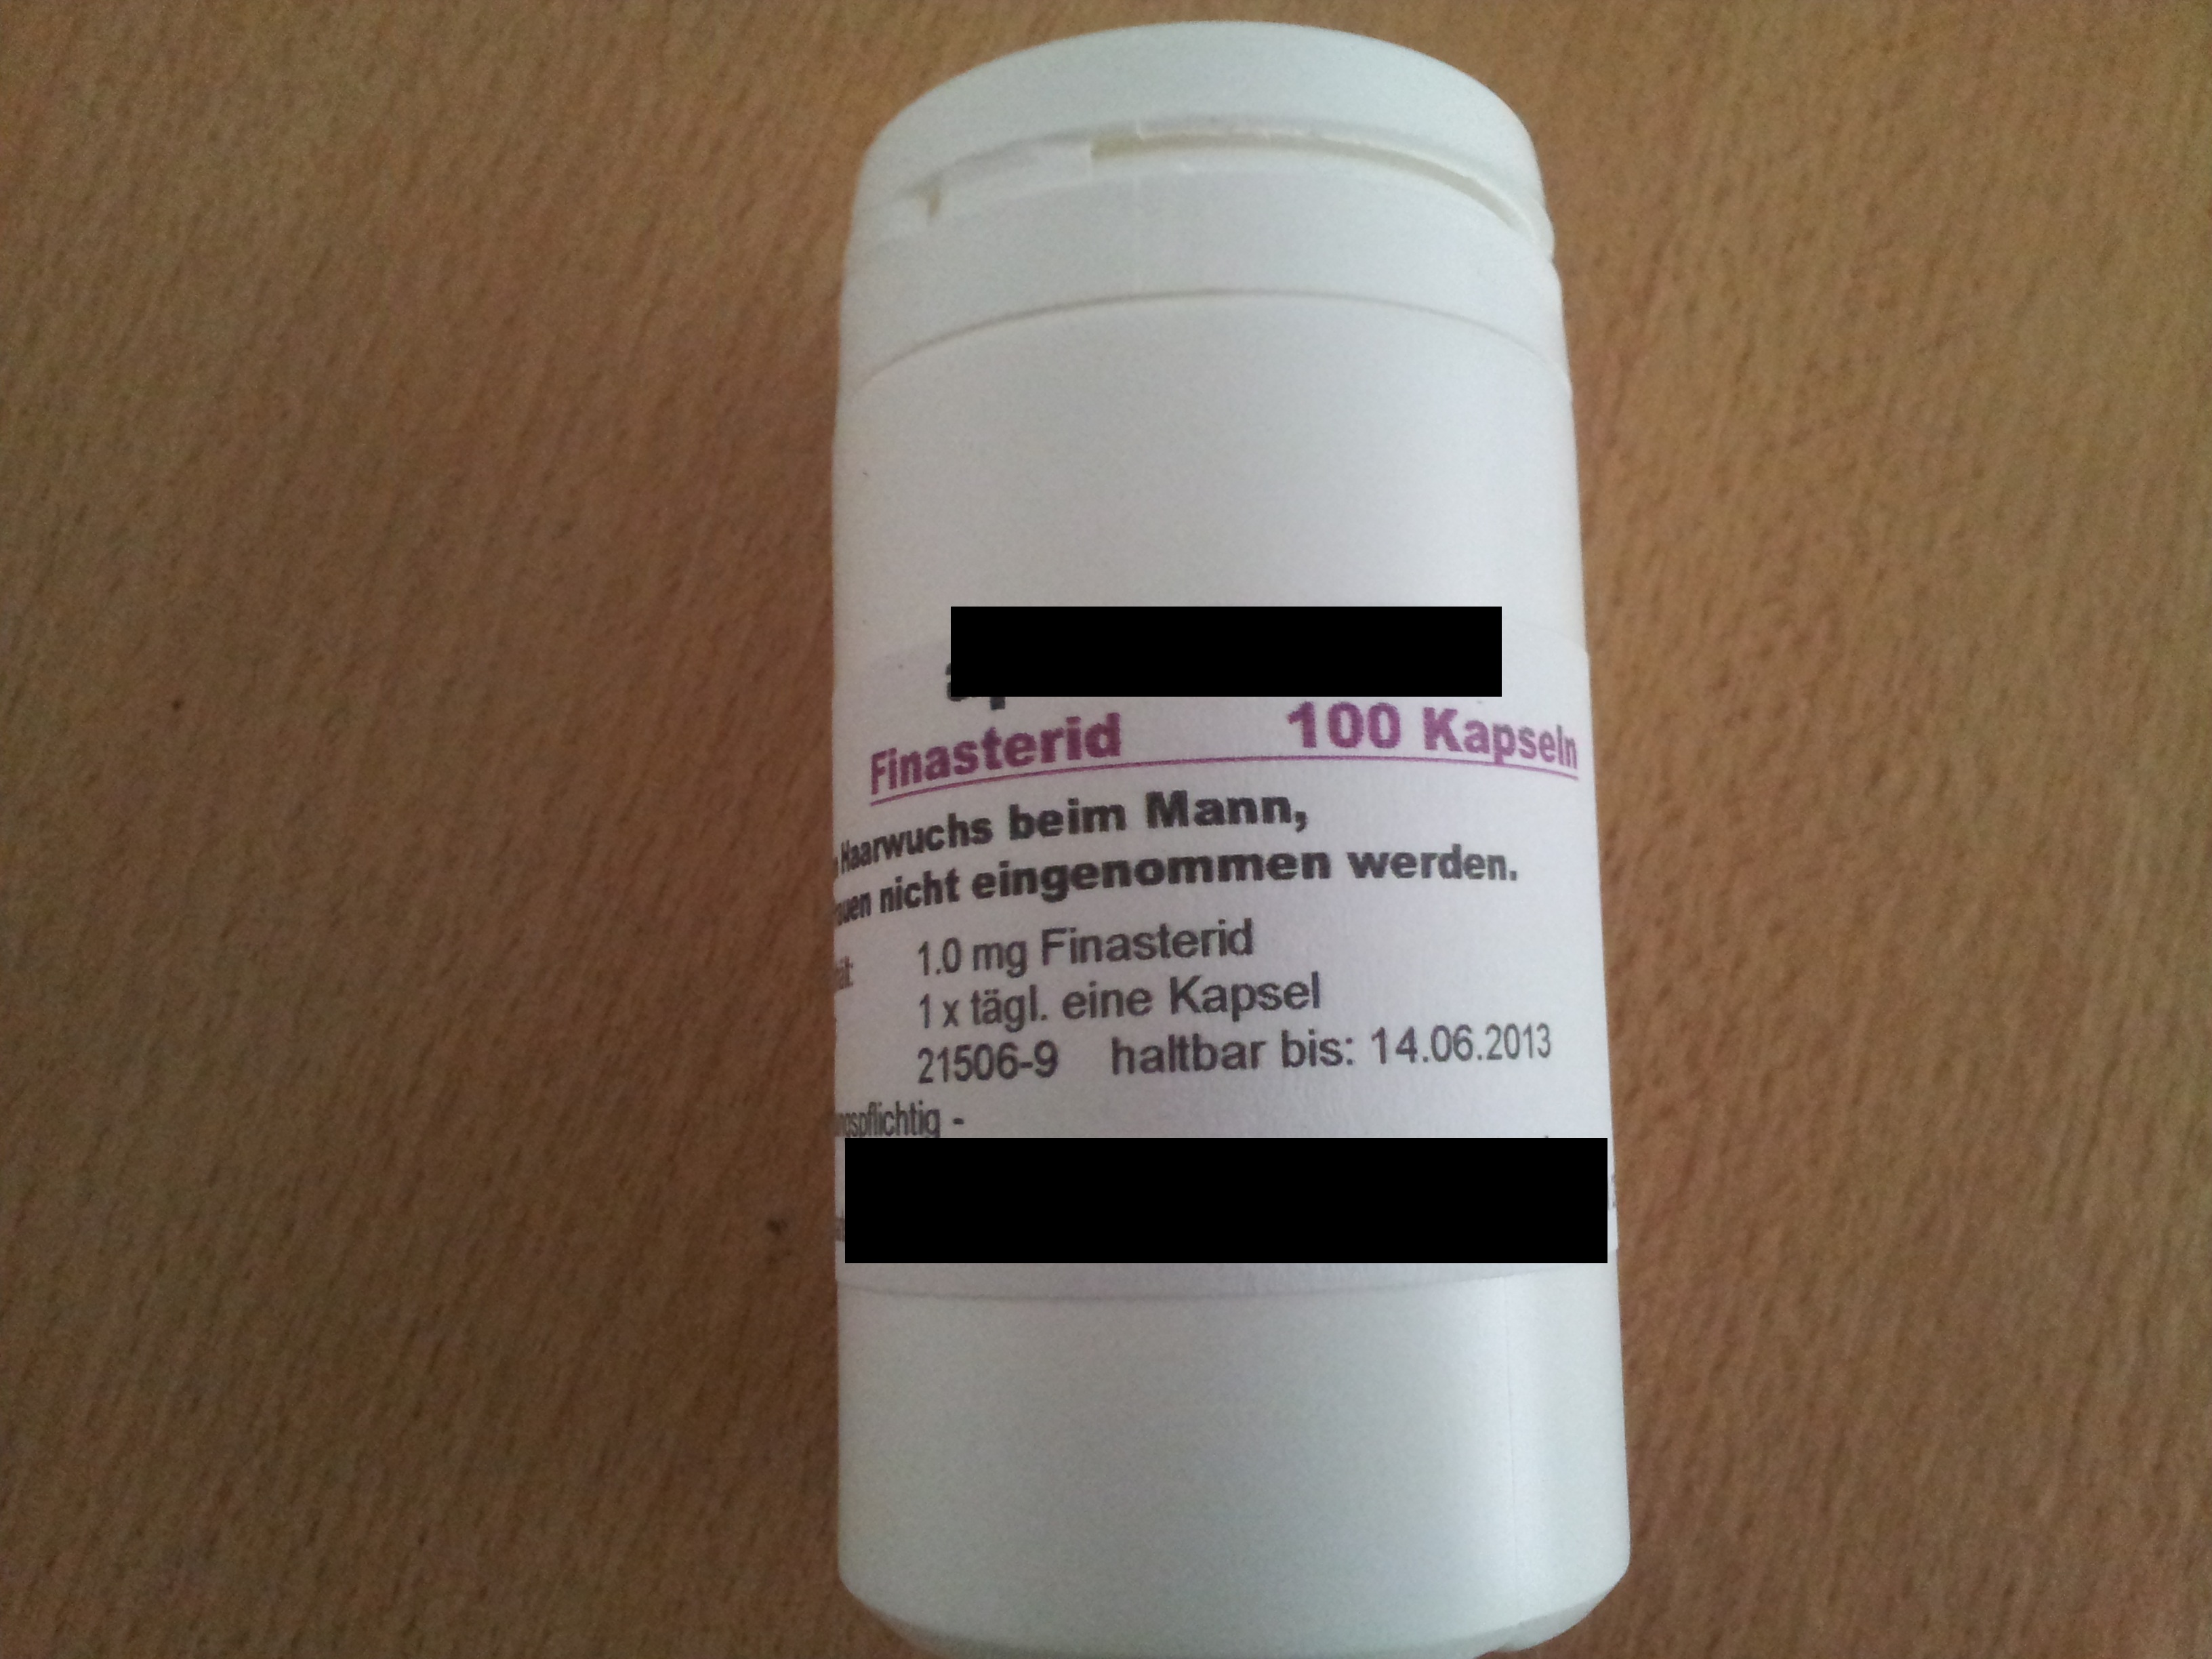 Finasterid 100 Kapseln
Haarwuchs beim Mann,
nicht eingenommen werden.
1.0 mg Finasterid
1 x tägl. eine Kapsel
21506-9 haltbar bis: 14.06.2013